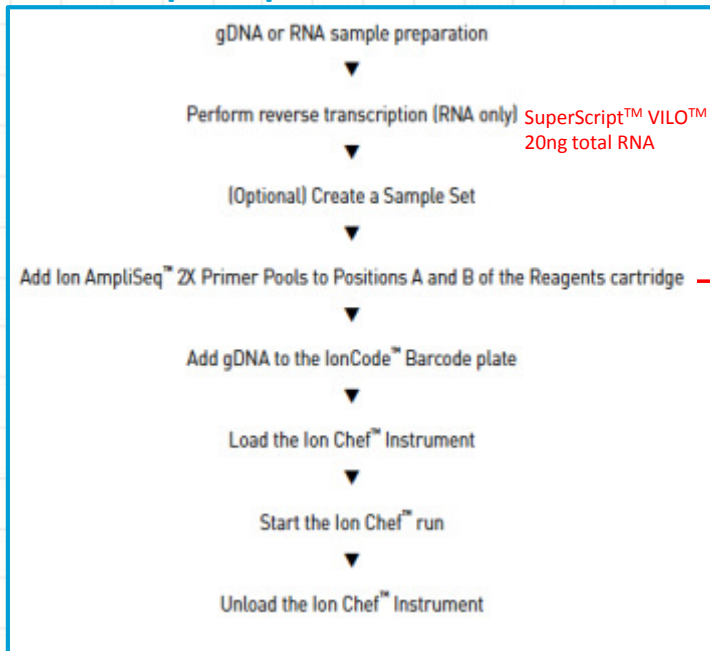 gDNA or RNA sample preparation
▼
Perform reverse transcription (RNA only) SuperScript™ VILO™
20ng total RNA
▼
(Optional) Create a Sample Set
▼
Add Ion AmpliSeq™ 2X Primer Pools to Positions A and B of the Reagents cartridge
▼
Add gDNA to the IonCode™ Barcode plate
▼
Load the Ion Chef™ Instrument
▼
Start the Ion Chef™ run
▼
Unload the Ion Chef™ Instrument